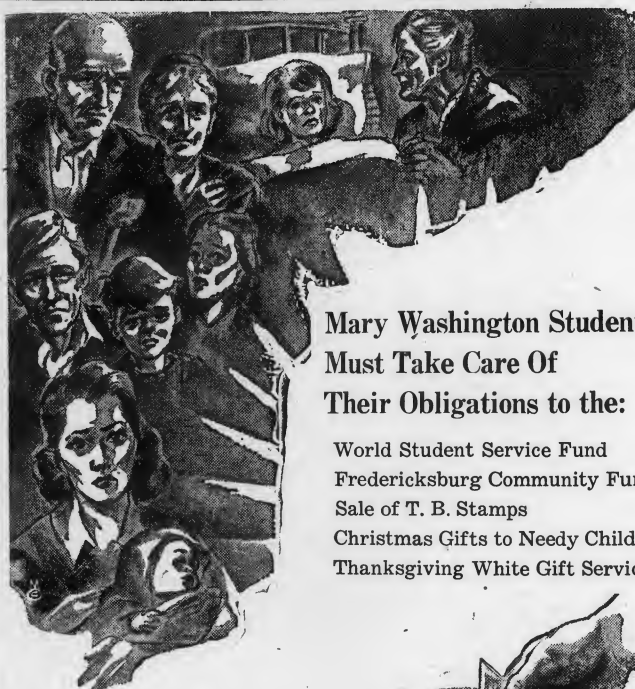 Mary Washington Studen
Must Take Care Of
Their Obligations to the:
World Student Service Fund
Fredericksburg Community Fu
Sale of T. B. Stamps
Christmas Gifts to Needy Child
Thanksgiving White Gift Servic